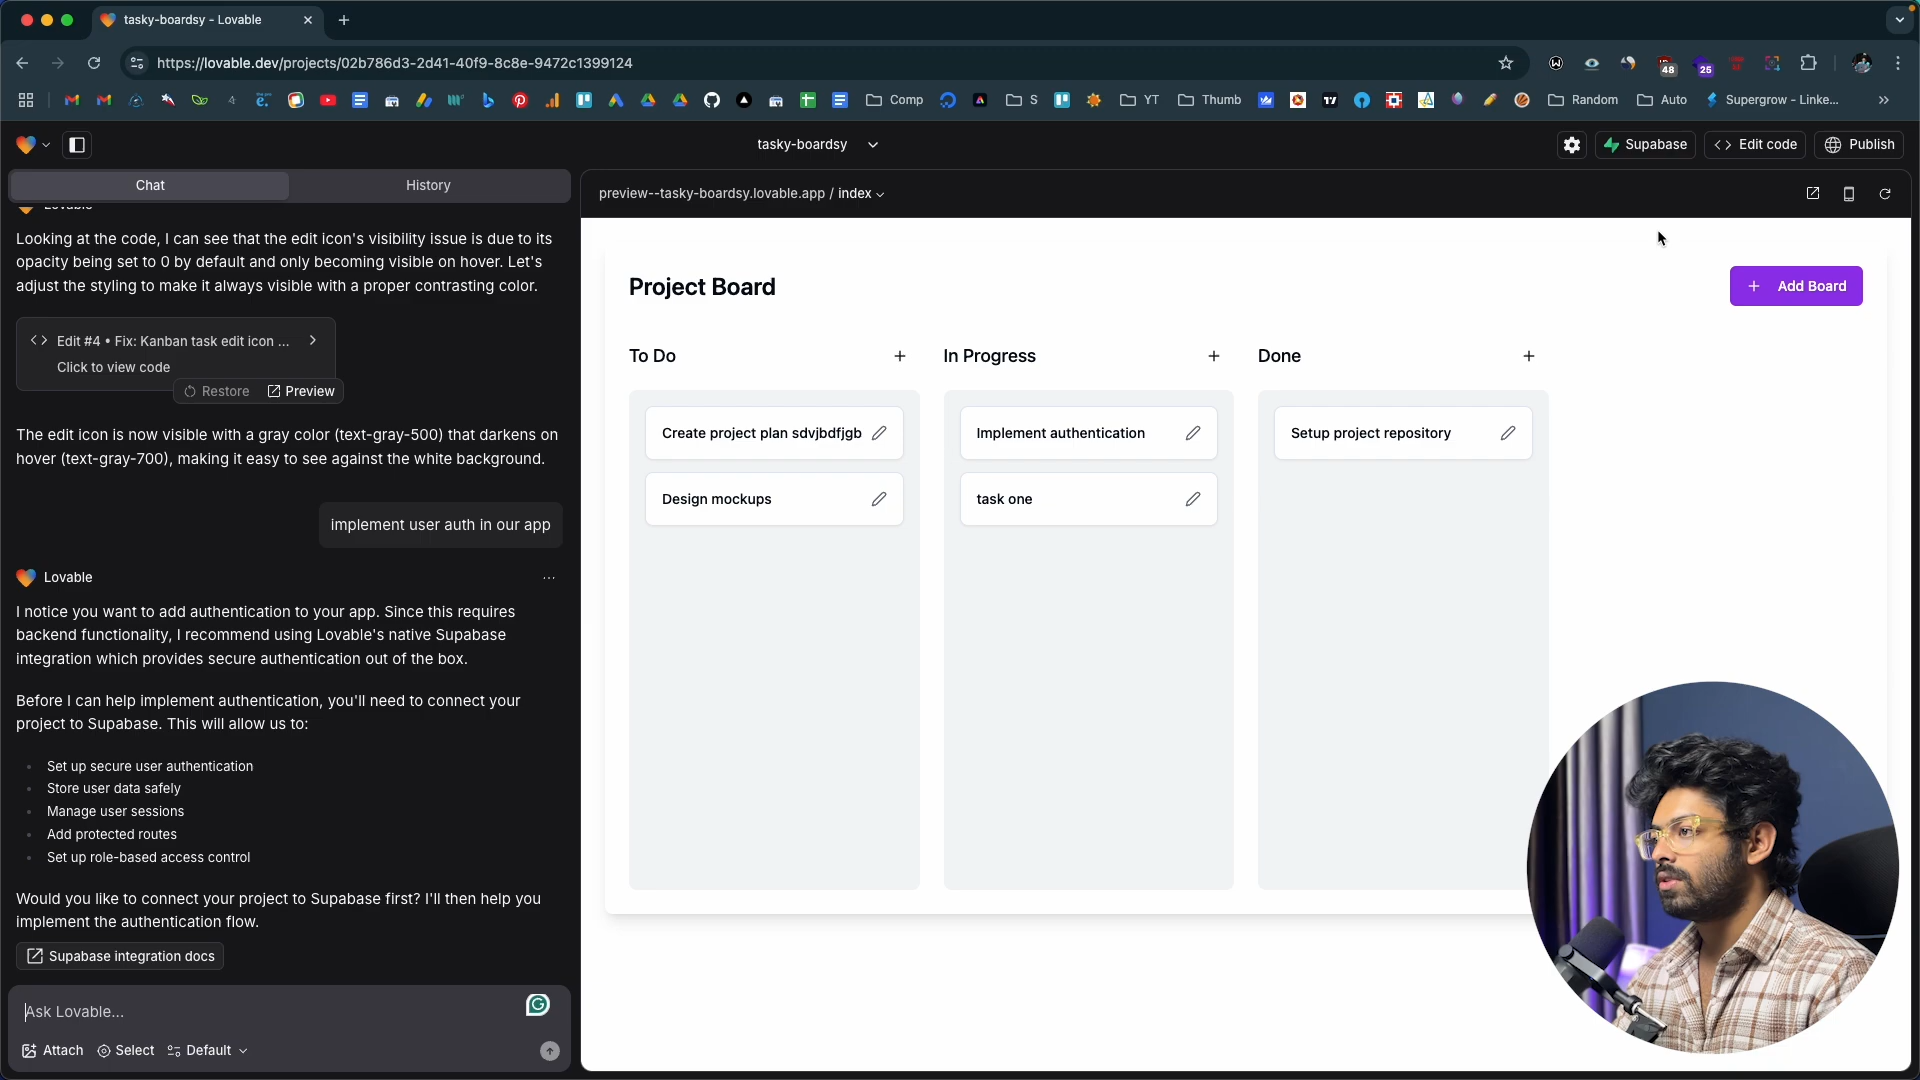 tasky-boardsy - Lovable
https://lovable.dev/projects/02b786d3-2d41-40f9-8c8e-9472c1399124
48
25
Comp
S
YT
Thumb
Random
Auto
Supergrow - Linke...
tasky-boardsy
Supabase
Edit code
Publish
Chat
History
preview--tasky-boardsy.lovable.app / index
Lovable
Looking at the code, I can see that the edit icon's visibility issue is due to its
opacity being set to 0 by default and only becoming visible on hover. Let's
adjust the styling to make it always visible with a proper contrasting color.
Edit #4 • Fix: Kanban task edit icon ...
Click to view code
Restore
Preview
The edit icon is now visible with a gray color (text-gray-500) that darkens on
hover (text-gray-700), making it easy to see against the white background.
implement user auth in our app
Lovable
I notice you want to add authentication to your app. Since this requires
backend functionality, I recommend using Lovable's native Supabase
integration which provides secure authentication out of the box.
Before I can help implement authentication, you'll need to connect your
project to Supabase. This will allow us to:
Set up secure user authentication
Store user data safely
Manage user sessions
Add protected routes
Set up role-based access control
Would you like to connect your project to Supabase first? I'll then help you
implement the authentication flow.
Supabase integration docs
Ask Lovable...
Attach
Select
Default
Project Board
+ Add Board
To Do +
In Progress +
Done +
Create project plan sdvjbdfjgb
Implement authentication
Setup project repository
Design mockups
task one